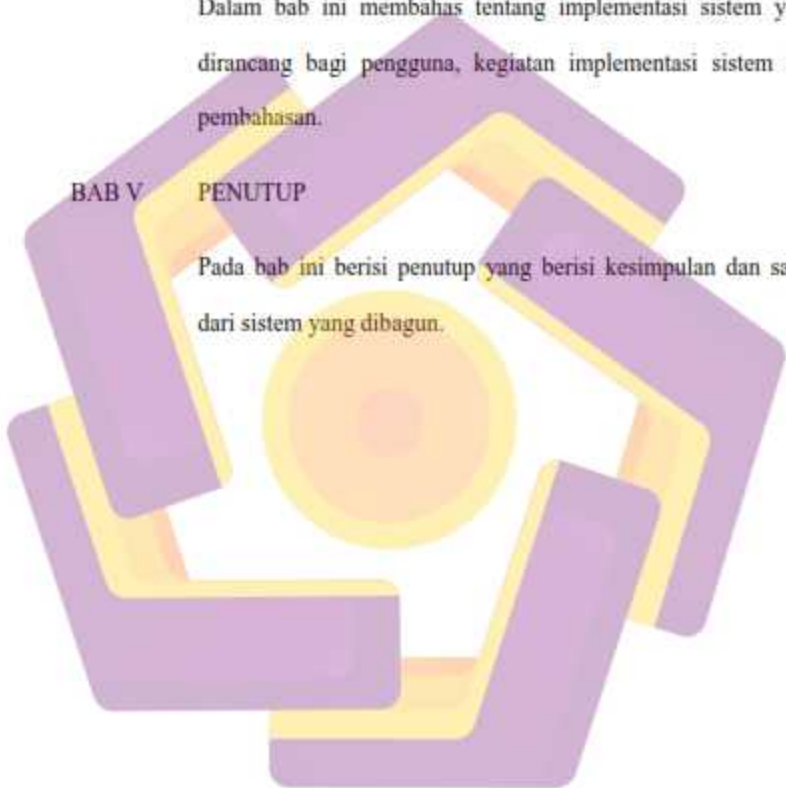 Dalam bab ini membahas tentang implementasi sistem
dirancang bagi pengguna, kegiatan implementasi sistem
pembahasan.
BAB V PENUTUP
Pada bab ini berisi penutup yang berisi kesimpulan dan
dari sistem yang dibagun.